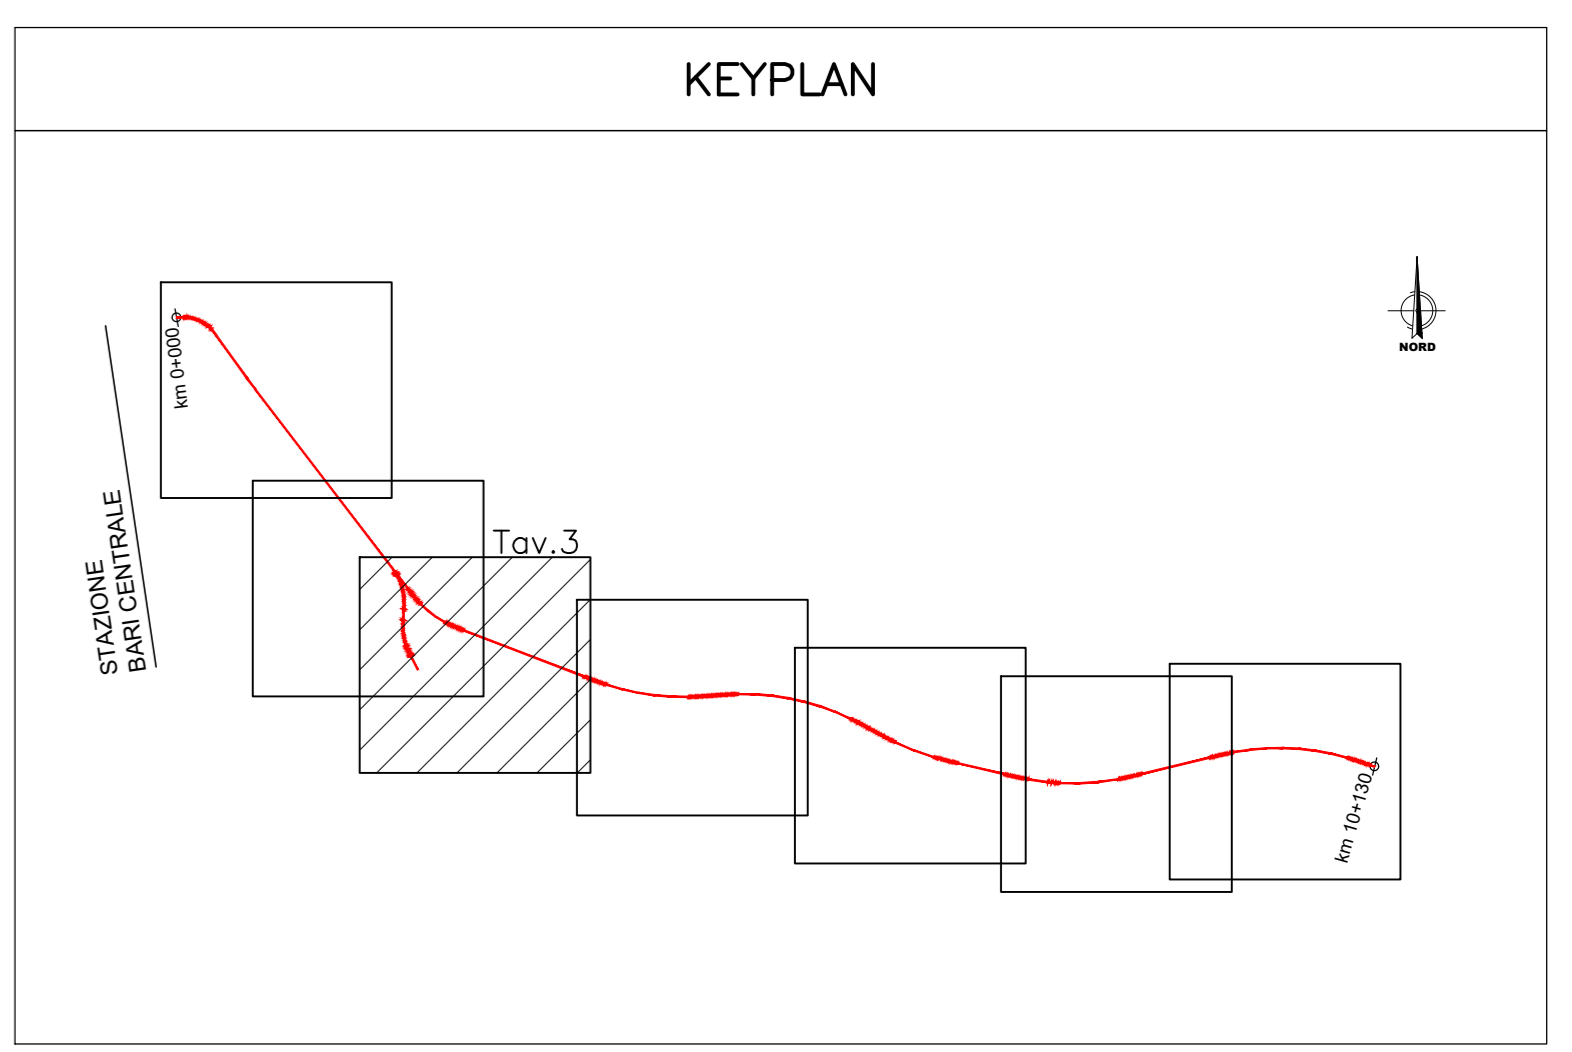 KEYPLAN
NORD
km 0+000
Tav.3
STAZIONE
BARI CENTRALE
km 10+130